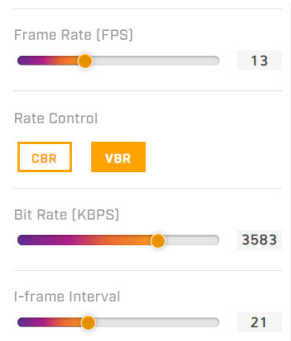 Frame Rate (FPS)
13
Rate Control
CBR VBR
Bit Rate (KBPS)
3583
I-frame Interval
21